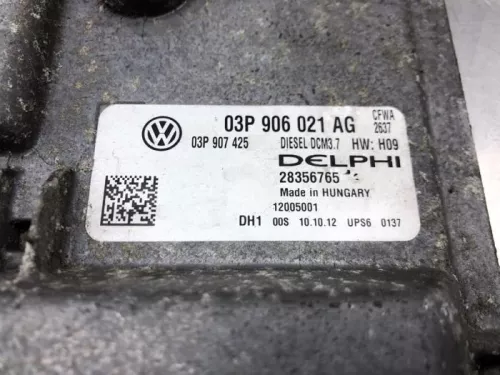 03P 906 021 AG
CFWA
2637
03P 907 425 DIESEL DCM3.7 HW: H09
DELPHI
28356765
Made in HUNGARY
12005001
DH1 00S 10.10.12 UPS6 0137